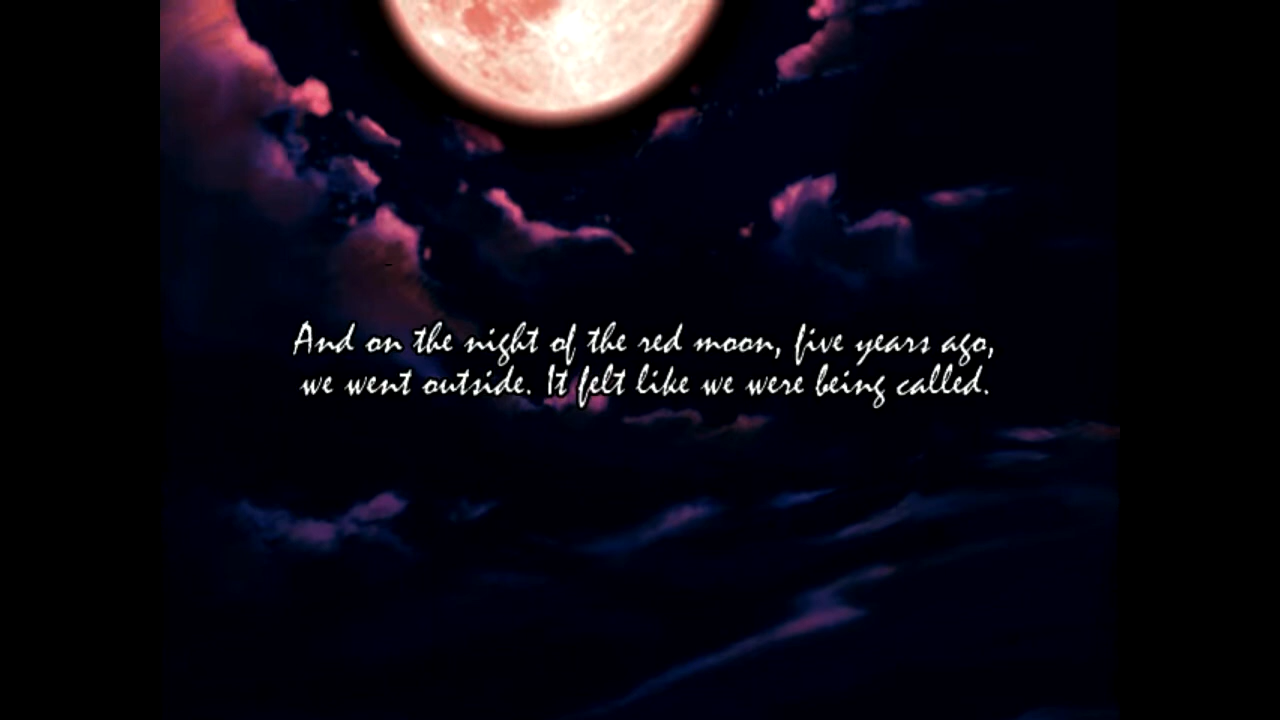 And on the night of the red moon, five years ago,
we went outside. It felt like we were being called.